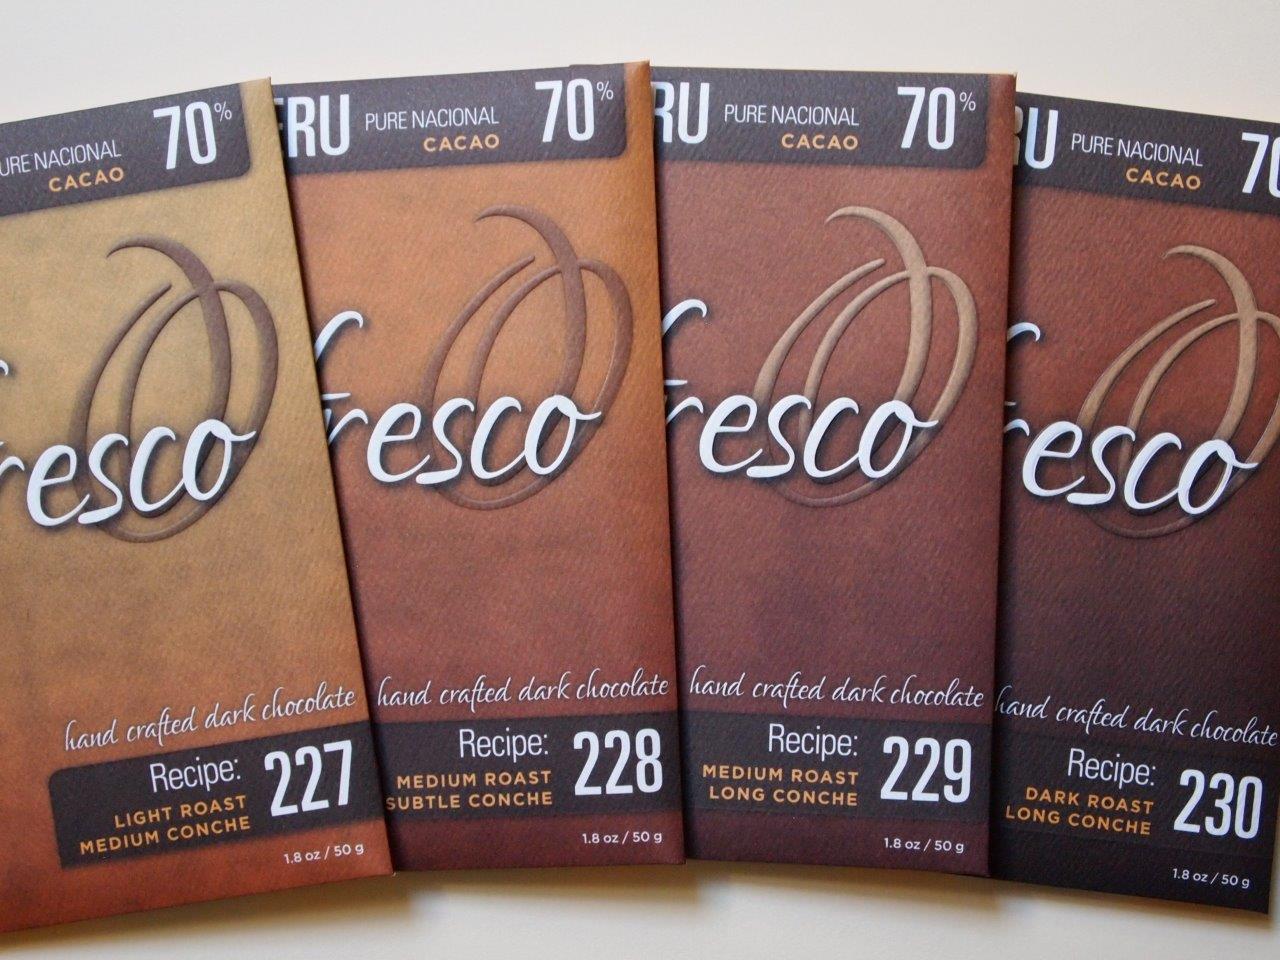 PURE NACIONAL
CACAO
70%
fresco
hand crafted dark chocolate
Recipe:
227
LIGHT ROAST
MEDIUM CONCHE
1.8 oz / 50 g
ERU
PURE NACIONAL
CACAO
70%
fresco
hand crafted dark chocolate
Recipe:
228
MEDIUM ROAST
SUBTLE CONCHE
1.8 oz / 50 g
RU
PURE NACIONAL
CACAO
70%
fresco
hand crafted dark chocolate
Recipe:
229
MEDIUM ROAST
LONG CONCHE
1.8 oz / 50 g
RU
PURE NACIONAL
CACAO
70
fresco
hand crafted dark chocolate
Recipe:
230
DARK ROAST
LONG CONCHE
1.8 oz / 50 g